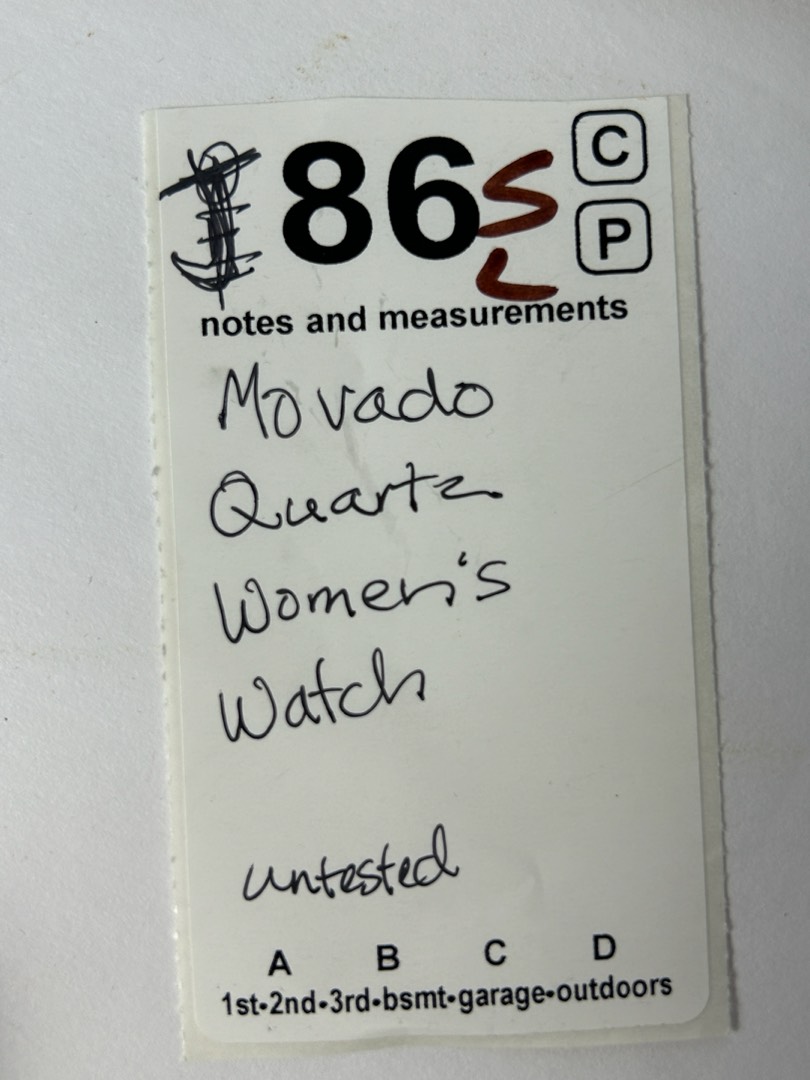 86 S C
L P
notes and measurements
Movado
Quartz
Women's
Watch
untested
A B C D
1st•2nd•3rd•bsmt•garage•outdoors